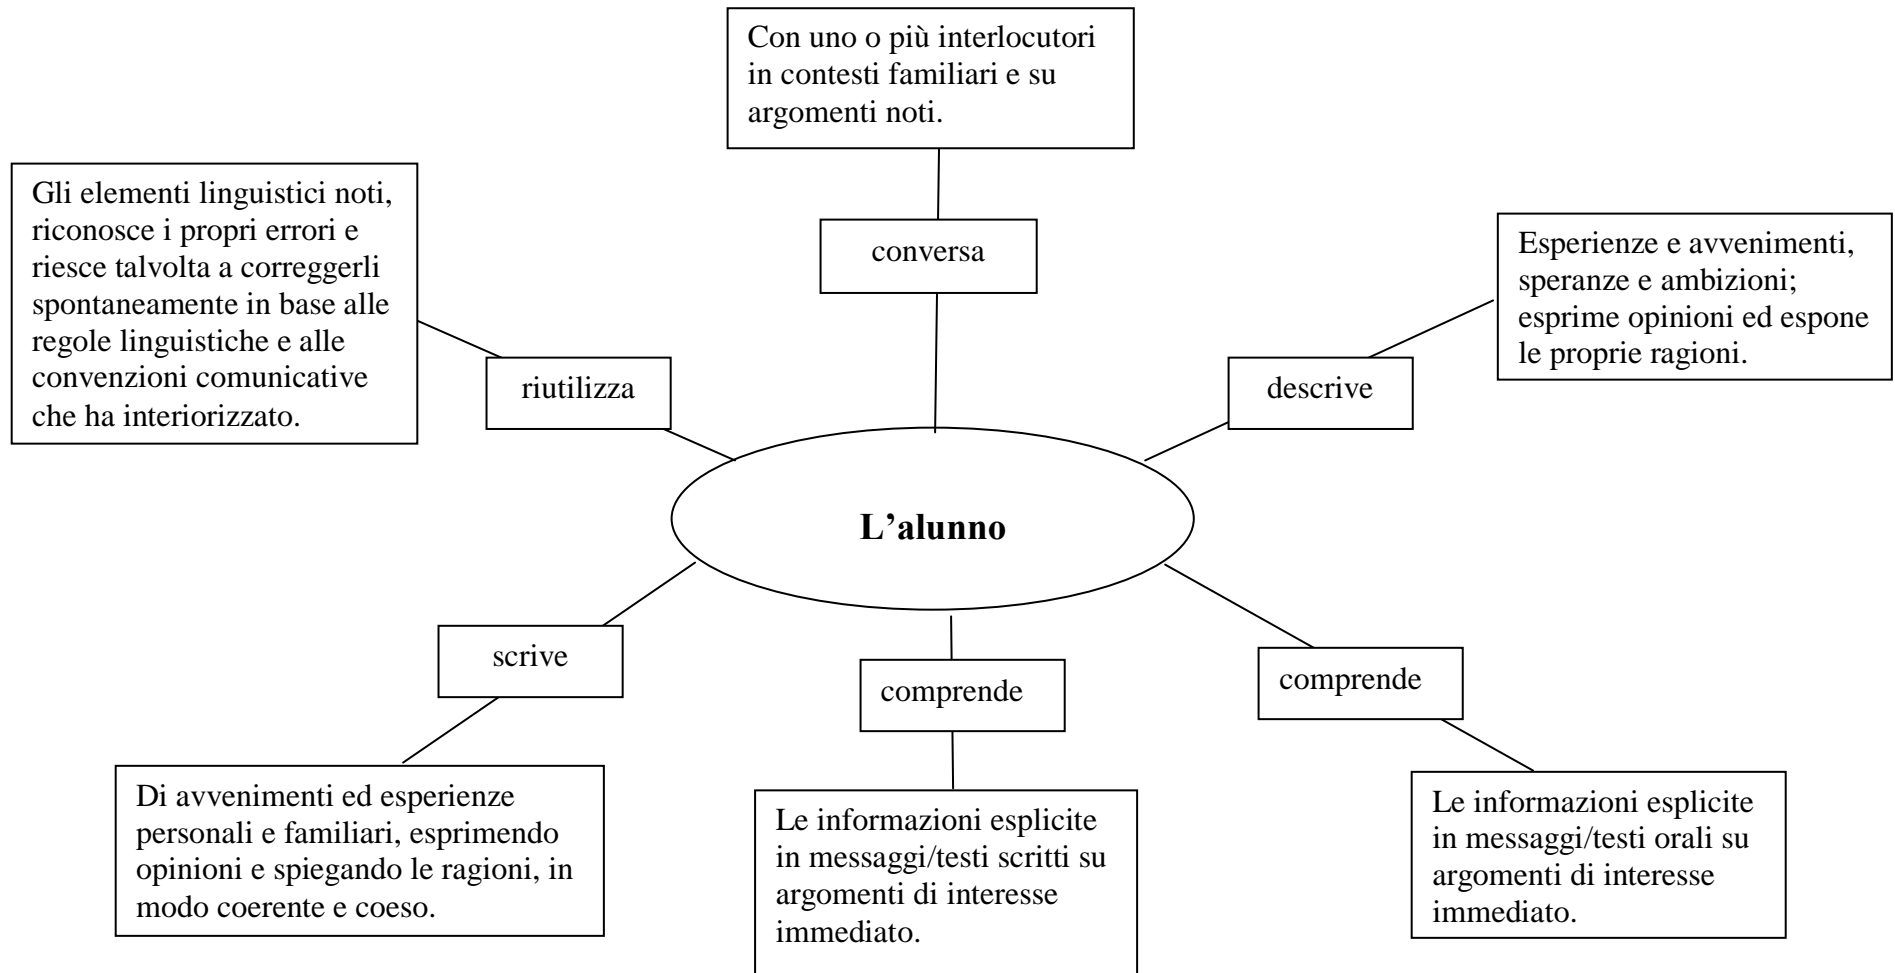 Con uno o più interlocutori
in contesti familiari e su
argomenti noti.
Gli elementi linguistici noti,
riconosce i propri errori e
riesce talvolta a correggerli
spontaneamente in base alle
regole linguistiche e alle
convenzioni comunicative
che ha interiorizzato.
conversa
Esperienze e avvenimenti,
speranze e ambizioni;
esprime opinioni ed espone
le proprie ragioni.
riutilizza
descrive
L’alunno
scrive
comprende
comprende
Di avvenimenti ed esperienze
personali e familiari, esprimendo
opinioni e spiegando le ragioni, in
modo coerente e coeso.
Le informazioni esplicite
in messaggi/testi scritti su
argomenti di interesse
immediato.
Le informazioni esplicite
in messaggi/testi orali su
argomenti di interesse
immediato.